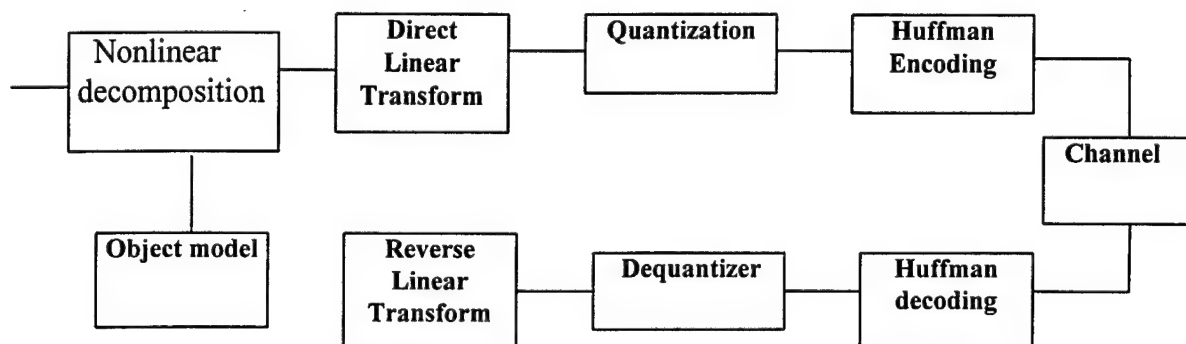 Nonlinear
decomposition
Direct
Linear
Transform
Quantization
Huffman
Encoding
Channel
Object model
Reverse
Linear
Transform
Dequantizer
Huffman
decoding